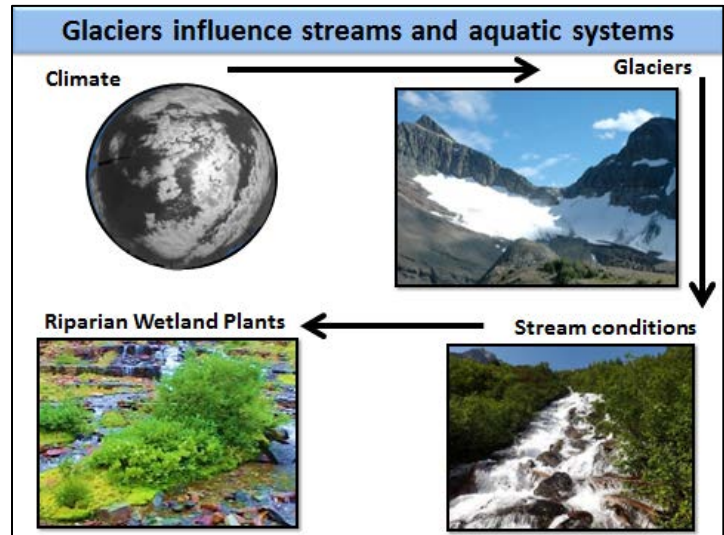 Glaciers influence streams and aquatic systems
Climate
Glaciers
Riparian Wetland Plants
Stream conditions